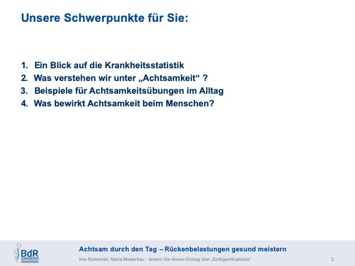 Unsere Schwerpunkte für Sie:
1. Ein Blick auf die Krankheitsstatistik
2. Was verstehen wir unter „Achtsamkeit“ ?
3. Beispiele für Achtsamkeitsübungen im Alltag
4. Was bewirkt Achtsamkeit beim Menschen?
Achtsam durch den Tag – Rückenbelastungen gesund meistern
Ihre Referentin: Maria Musterfrau – ändern Sie diesen Eintrag über „Einfügen/Kopfzeile“
2
BdR